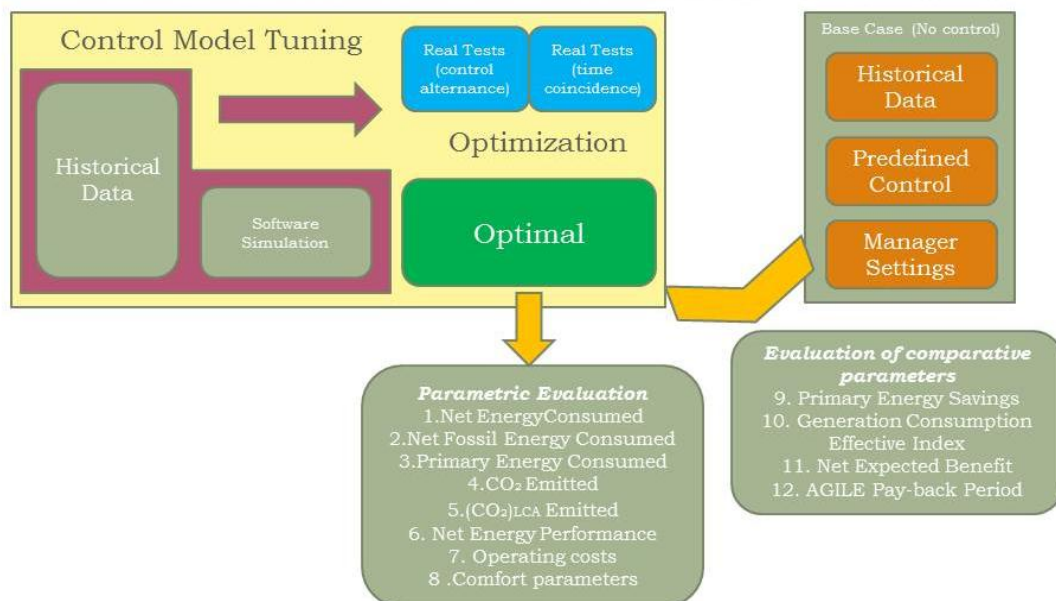 Control Model Tuning
Real Tests
(control
alternance)
Real Tests
(time
coincidence)
Historical
Data
Software
Simulation
Optimization
Optimal
Base Case (No control)
Historical
Data
Predefined
Control
Manager
Settings
Parametric Evaluation
1.Net EnergyConsumed
2.Net Fossil Energy Consumed
3.Primary Energy Consumed
4.CO₂ Emitted
5.(CO₂)LCA Emitted
6. Net Energy Performance
7. Operating costs
8 .Comfort parameters
Evaluation of comparative
parameters
9. Primary Energy Savings
10. Generation Consumption
Effective Index
11. Net Expected Benefit
12. AGILE Pay-back Period